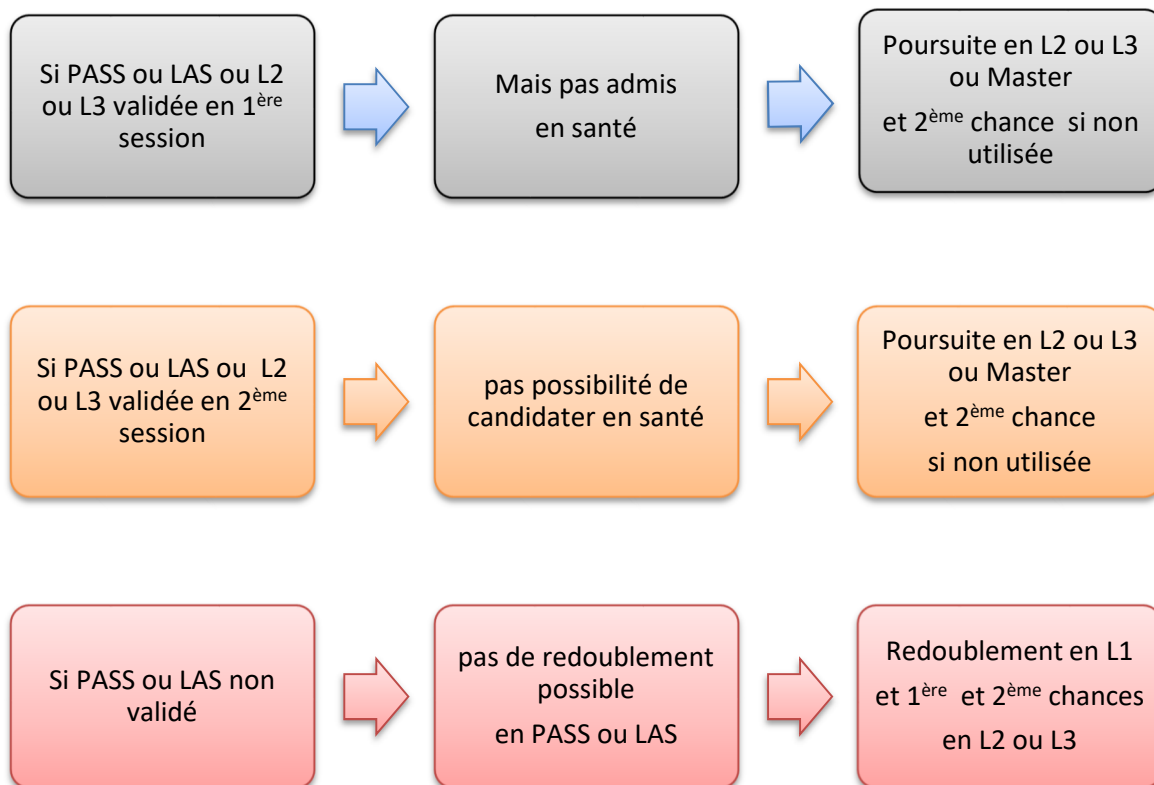 Si PASS ou LAS ou L2
ou L3 validée en 1ère
session
Mais pas admis
en santé
Poursuite en L2 ou L3
ou Master
et 2ème chance si non
utilisée
Si PASS ou LAS ou L2
ou L3 validée en 2ème
session
pas possibilité de
candidater en santé
Poursuite en L2 ou L3
ou Master
et 2ème chance
si non utilisée
Si PASS ou LAS non
validé
pas de redoublement
possible
en PASS ou LAS
Redoublement en L1
et 1ère et 2ème chances
en L2 ou L3